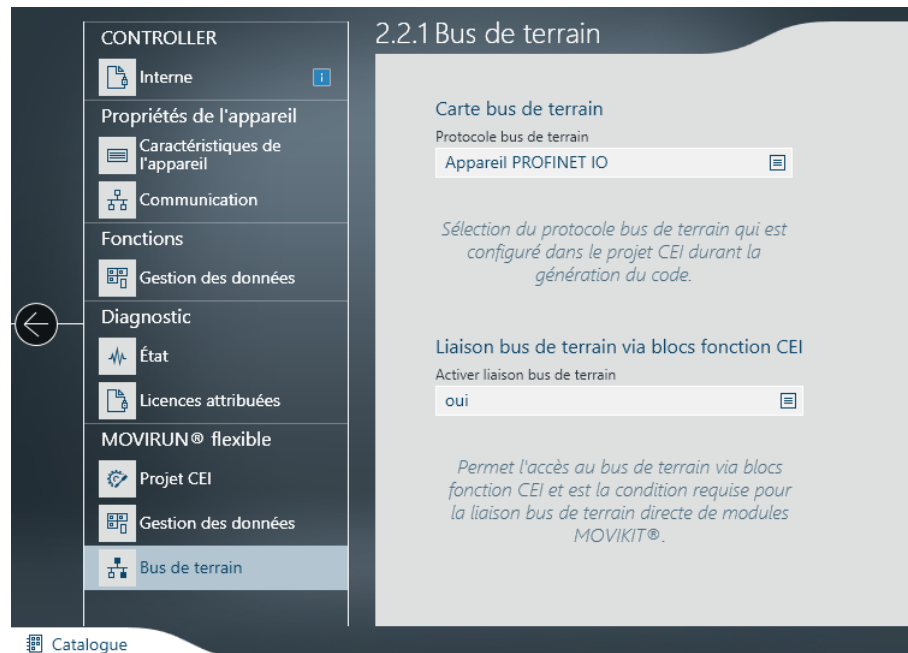 CONTROLLER
Interne
Propriétés de l'appareil
Caractéristiques de
l'appareil
Communication
Fonctions
Gestion des données
Diagnostic
État
Licences attribuées
MOVIRUN® flexible
Projet CEI
Gestion des données
Bus de terrain
Catalogue
2.2.1 Bus de terrain
Carte bus de terrain
Protocole bus de terrain
Appareil PROFINET IO
Sélection du protocole bus de terrain qui est
configuré dans le projet CEI durant la
génération du code.
Liaison bus de terrain via blocs fonction CEI
Activer liaison bus de terrain
oui
Permet l'accès au bus de terrain via blocs
fonction CEI et est la condition requise pour
la liaison bus de terrain directe de modules
MOVIKIT®.